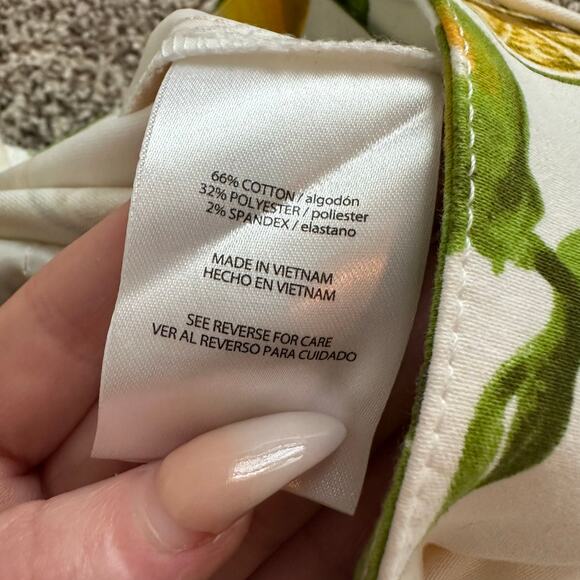 66% COTTON / algodón
32% POLYESTER / poliester
2% SPANDEX / elastano
MADE IN VIETNAM
HECHO EN VIETNAM
SEE REVERSE FOR CARE
VER AL REVERSO PARA CUIDADO